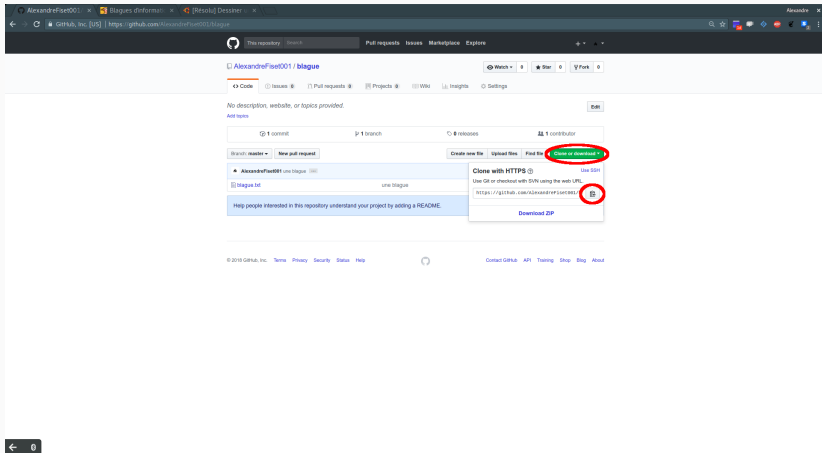 AlexandreFiset001 Blagues d'informati [Résolu] Dessiner Alexandre
GitHub, Inc. [US] | https://github.com/AlexandreFiset001/blague
This repository Search Pull requests Issues Marketplace Explore
AlexandreFiset001 / blague Watch 0 Star 0 Fork 0
Code Issues 0 Pull requests 0 Projects 0 Wiki Insights Settings
No description, website, or topics provided. Edit
Add topics
1 commit 1 branch 0 releases 1 contributor
Branch: master New pull request Create new file Upload files Find file Clone or download
AlexandreFiset001 une blague Clone with HTTPS Use SSH
Use Git or checkout with SVN using the web URL.
blague.txt une blague https://github.com/AlexandreFiset001/
Help people interested in this repository understand your project by adding a README. Download ZIP
© 2018 GitHub, Inc. Terms Privacy Security Status Help Contact GitHub API Training Shop Blog About
0